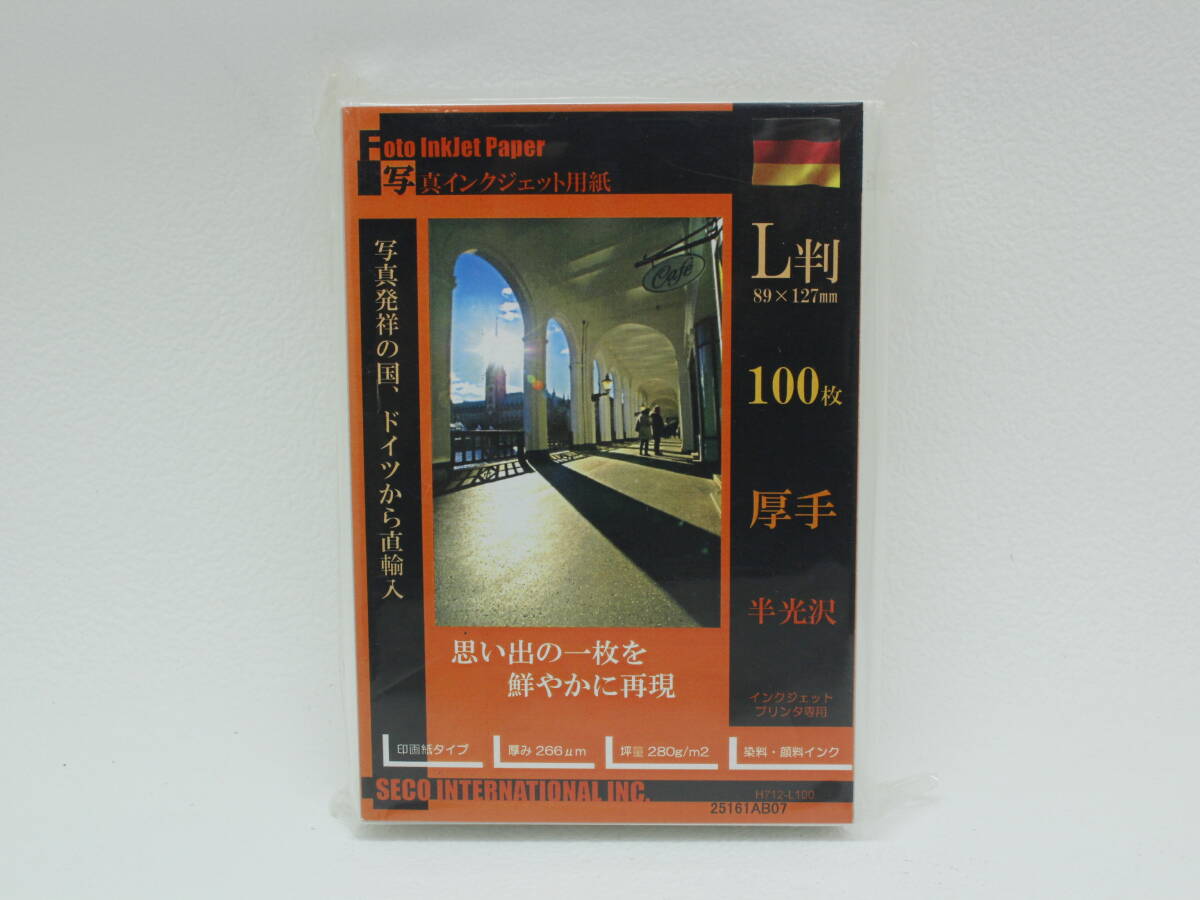 Foto InkJet Paper
写真インクジェット用紙
写真発祥の国、ドイツから直輸入
Café
L判
89×127mm
100枚
厚手
半光沢
インクジェット
プリンタ専用
思い出の一枚を
鮮やかに再現
印画紙タイプ
厚み 266μm
坪量 280g/m2
染料・顔料インク
SECO INTERNATIONAL INC.
H712-L100
25161AB07